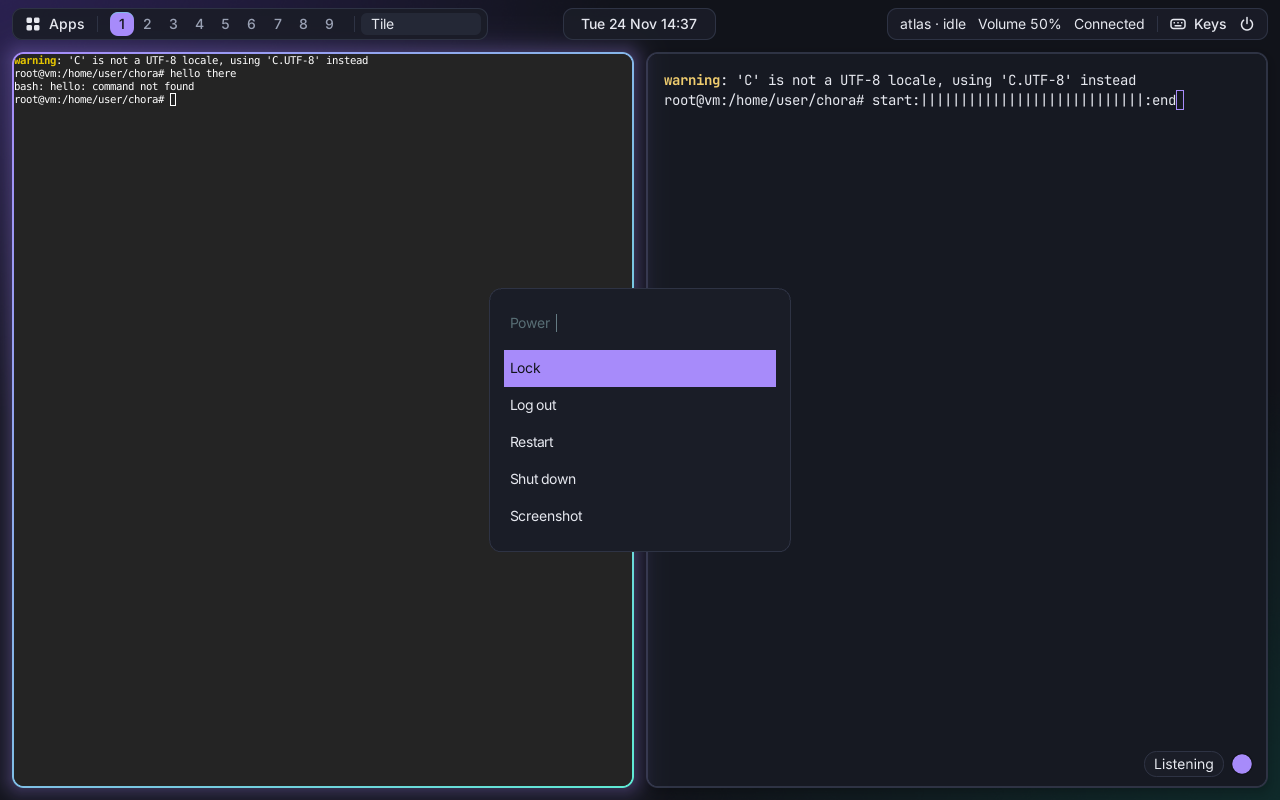 Apps 1 2 3 4 5 6 7 8 9 Tile
Tue 24 Nov 14:37
atlas · idle Volume 50% Connected Keys
warning: 'C' is not a UTF-8 locale, using 'C.UTF-8' instead
root@vm:/home/user/chora# hello there
bash: hello: command not found
root@vm:/home/user/chora#
warning: 'C' is not a UTF-8 locale, using 'C.UTF-8' instead
root@vm:/home/user/chora# start:||||||||||||||||||||||||||||:end
Power
Lock
Log out
Restart
Shut down
Screenshot
Listening